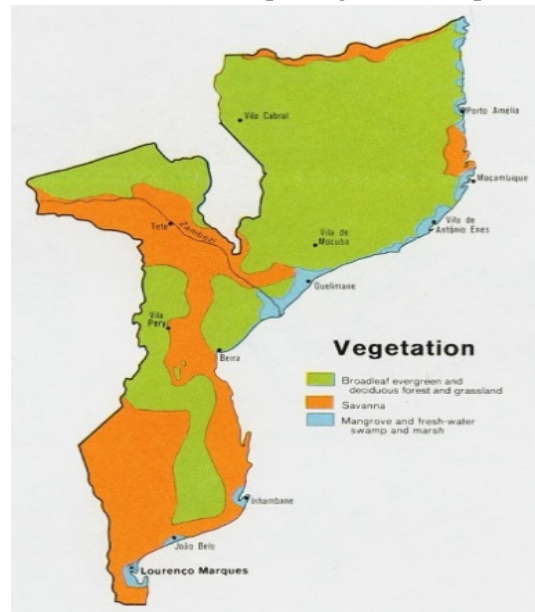 Vila Cabral
Porto Amélia
Moçambique
Vila de
António Enes
Vila de
Mocuba
Tete
Zambezi
Quelimane
Vila
Pery
Beira
Vegetation
Broadleaf evergreen and
deciduous forest and grassland
Savanna
Mangrove and fresh-water
swamp and marsh
Inhambane
João Belo
Lourenço Marques